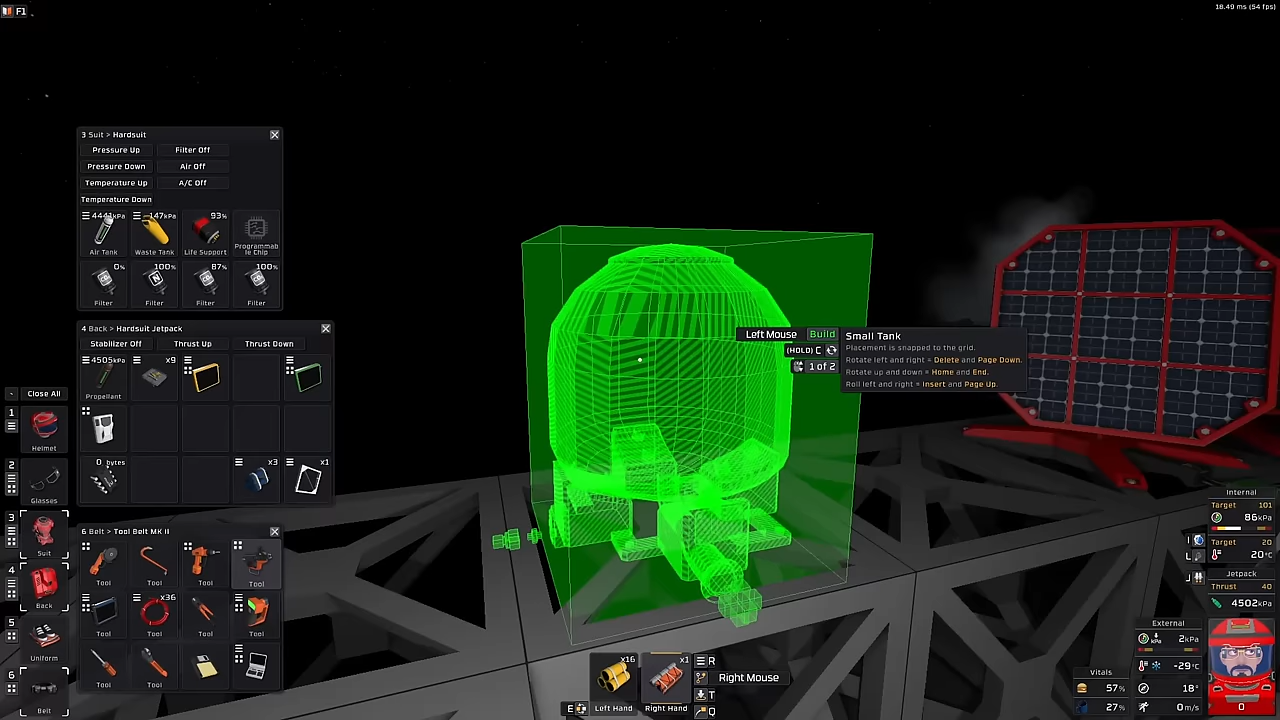 F1
18.49 ms (54 fps)
3 Suit > Hardsuit
Pressure Up
Filter Off
Pressure Down
Air Off
Temperature Up
A/C Off
Temperature Down
4441kPa
147kPa
93%
Air Tank
Waste Tank
Life Support
Programmab
le Chip
0%
100%
87%
100%
Filter
Filter
Filter
Filter
4 Back > Hardsuit Jetpack
Stabilizer Off
Thrust Up
Thrust Down
4505kPa
x9
Propellant
0 bytes
x3
x1
6 Belt > Tool Belt MK II
Tool
Tool
Tool
Tool
x36
Tool
Tool
Tool
Tool
Tool
Tool
Close All
1
Helmet
2
Glasses
3
Suit
4
Back
5
Uniform
6
Belt
Left Mouse
Build
(HOLD) C
1 of 2
Small Tank
Placement is snapped to the grid.
Rotate left and right = Delete and Page Down.
Rotate up and down = Home and End.
Roll left and right = Insert and Page Up.
x16
x1
R
Right Mouse
T
E
Left Hand
Right Hand
Q
Internal
Target 101
86kPa
Target 20
20°C
Jetpack
Thrust 40
4502kPa
External
2kPa
-29°C
18°
0m/s
Vitals
57%
27%
0